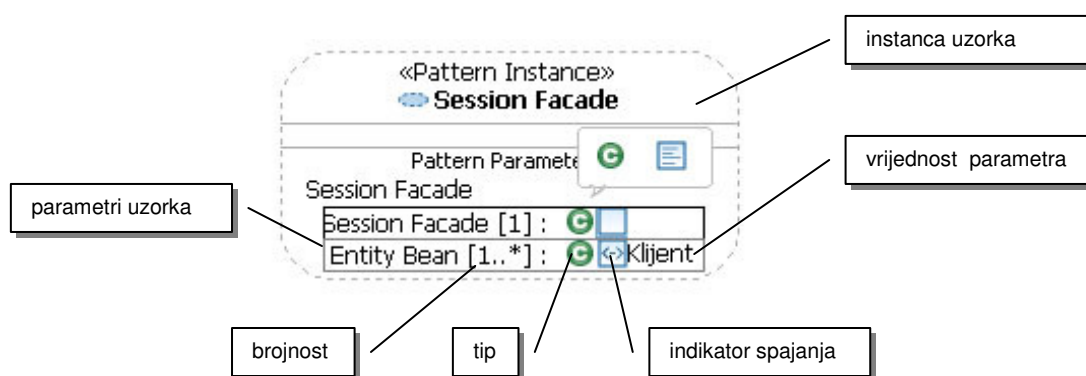 instanca uzorka
«Pattern Instance»
Session Facade
vrijednost parametra
Pattern Paramete
Session Facade
parametri uzorka
Session Facade [1] :
Entity Bean [1..*] : Klijent
brojnost
tip
indikator spajanja